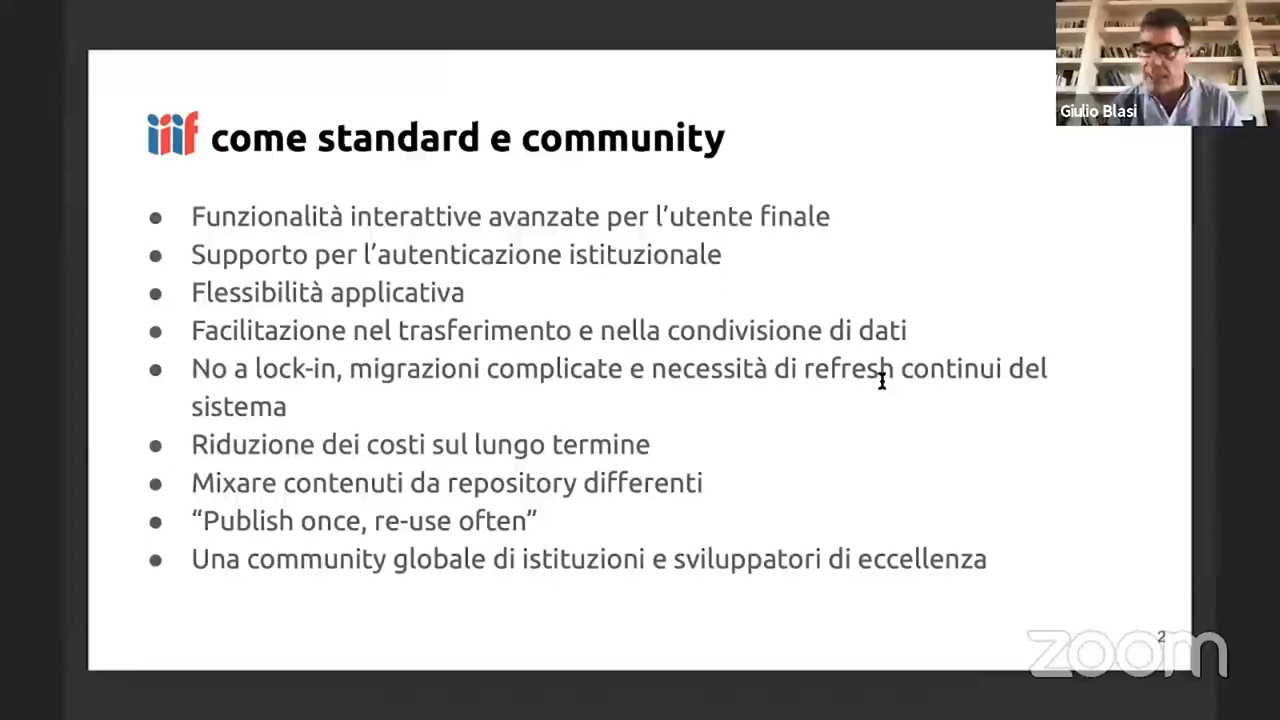 Giulio Blasi
iiif come standard e community
● Funzionalità interattive avanzate per l’utente finale
● Supporto per l’autenticazione istituzionale
● Flessibilità applicativa
● Facilitazione nel trasferimento e nella condivisione di dati
● No a lock-in, migrazioni complicate e necessità di refresh continui del
sistema
● Riduzione dei costi sul lungo termine
● Mixare contenuti da repository differenti
● “Publish once, re-use often”
● Una community globale di istituzioni e sviluppatori di eccellenza
2
zoom